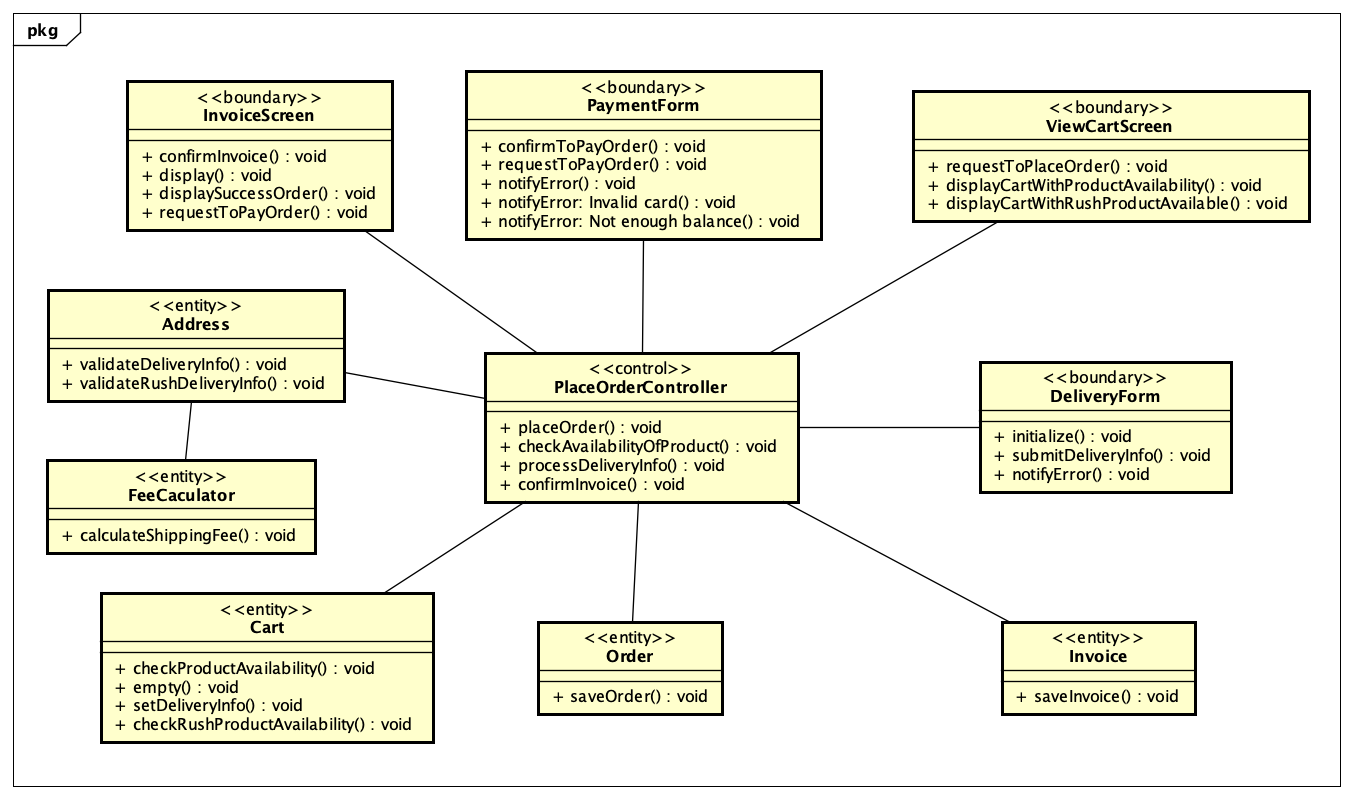 pkg
<<boundary>>
InvoiceScreen
+ confirmInvoice() : void
+ display() : void
+ displaySuccessOrder() : void
+ requestToPayOrder() : void
<<boundary>>
PaymentForm
+ confirmToPayOrder() : void
+ requestToPayOrder() : void
+ notifyError() : void
+ notifyError: Invalid card() : void
+ notifyError: Not enough balance() : void
<<boundary>>
ViewCartScreen
+ requestToPlaceOrder() : void
+ displayCartWithProductAvailability() : void
+ displayCartWithRushProductAvailable() : void
<<entity>>
Address
+ validateDeliveryInfo() : void
+ validateRushDeliveryInfo() : void
<<control>>
PlaceOrderController
+ placeOrder() : void
+ checkAvailabilityOfProduct() : void
+ processDeliveryInfo() : void
+ confirmInvoice() : void
<<boundary>>
DeliveryForm
+ initialize() : void
+ submitDeliveryInfo() : void
+ notifyError() : void
<<entity>>
FeeCaculator
+ calculateShippingFee() : void
<<entity>>
Cart
+ checkProductAvailability() : void
+ empty() : void
+ setDeliveryInfo() : void
+ checkRushProductAvailability() : void
<<entity>>
Order
+ saveOrder() : void
<<entity>>
Invoice
+ saveInvoice() : void